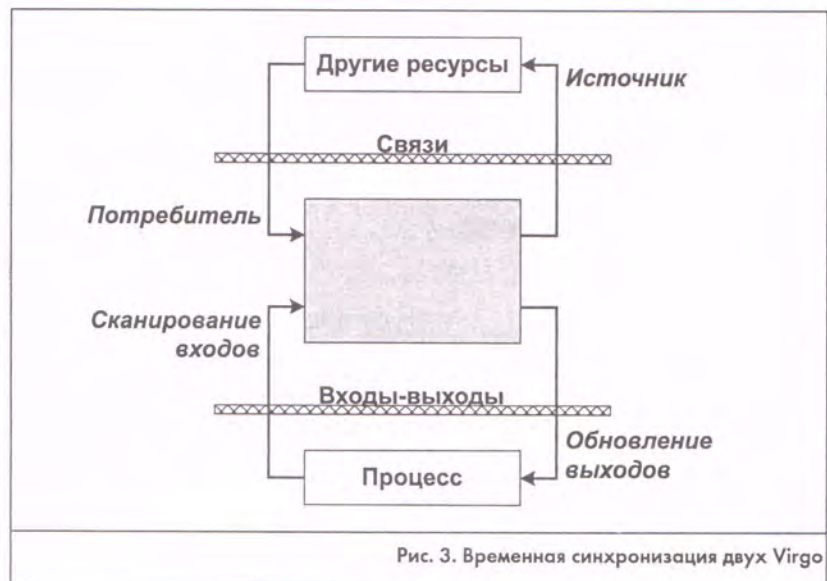 Другие ресурсы
Источник
Связи
Потребитель
Сканирование
входов
Входы-выходы
Обновление
выходов
Процесс
Рис. 3. Временная синхронизация двух Virgo